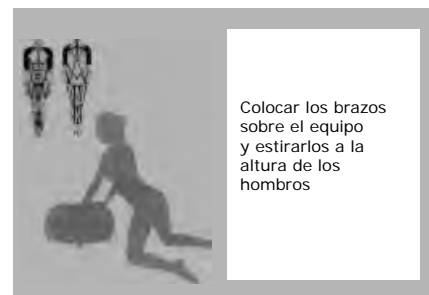 Colocar los brazos
sobre el equipo
y estirarlos a la
altura de los
hombros